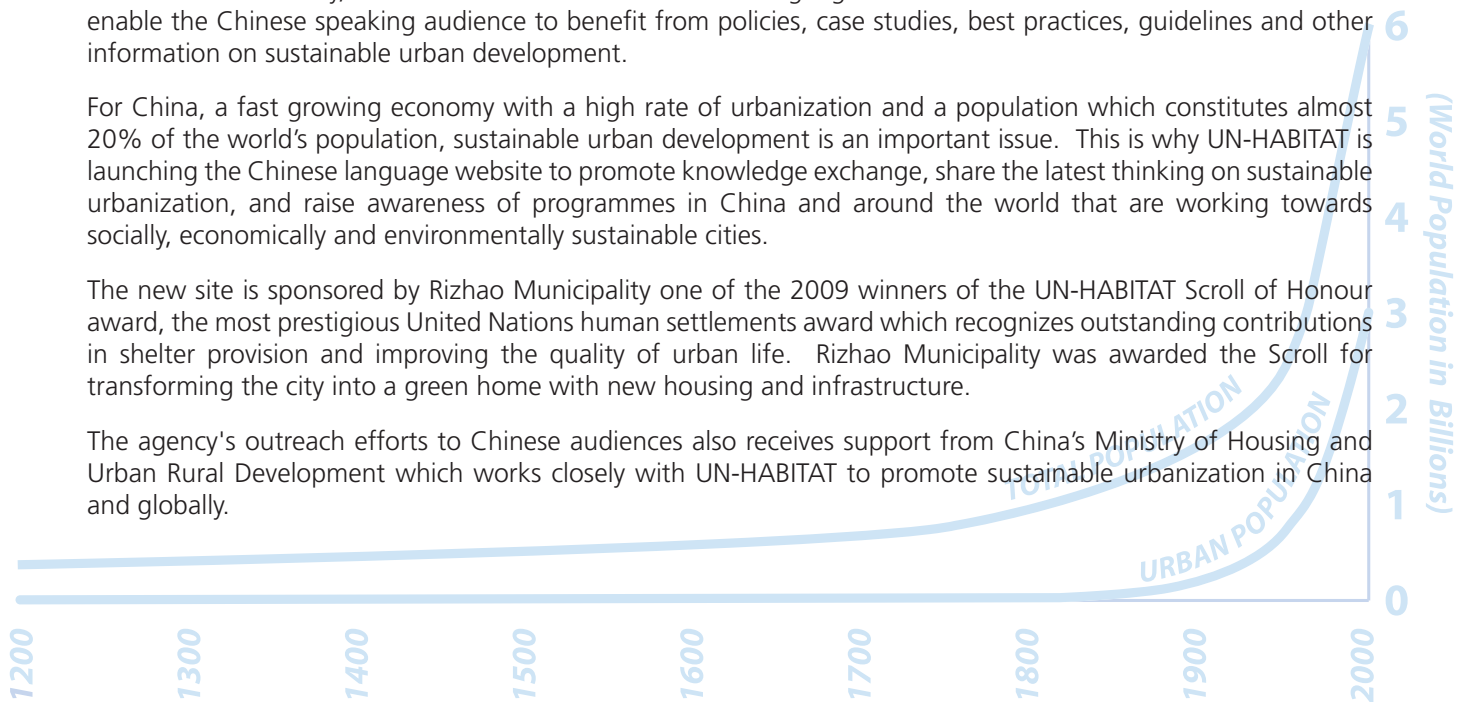 enable the Chinese speaking audience to benefit from policies, case studies, best practices, guidelines and other
information on sustainable urban development.
For China, a fast growing economy with a high rate of urbanization and a population which constitutes almost
20% of the world’s population, sustainable urban development is an important issue.  This is why UN-HABITAT is
launching the Chinese language website to promote knowledge exchange, share the latest thinking on sustainable
urbanization, and raise awareness of programmes in China and around the world that are working towards
socially, economically and environmentally sustainable cities.
The new site is sponsored by Rizhao Municipality one of the 2009 winners of the UN-HABITAT Scroll of Honour
award, the most prestigious United Nations human settlements award which recognizes outstanding contributions
in shelter provision and improving the quality of urban life.  Rizhao Municipality was awarded the Scroll for
transforming the city into a green home with new housing and infrastructure.
The agency's outreach efforts to Chinese audiences also receives support from China’s Ministry of Housing and
Urban Rural Development which works closely with UN-HABITAT to promote sustainable urbanization in China
and globally.
TOTAL POPULATION
URBAN POPULATION
6
5
4
3
2
1
0
(World Population in Billions)
1200
1300
1400
1500
1600
1700
1800
1900
2000